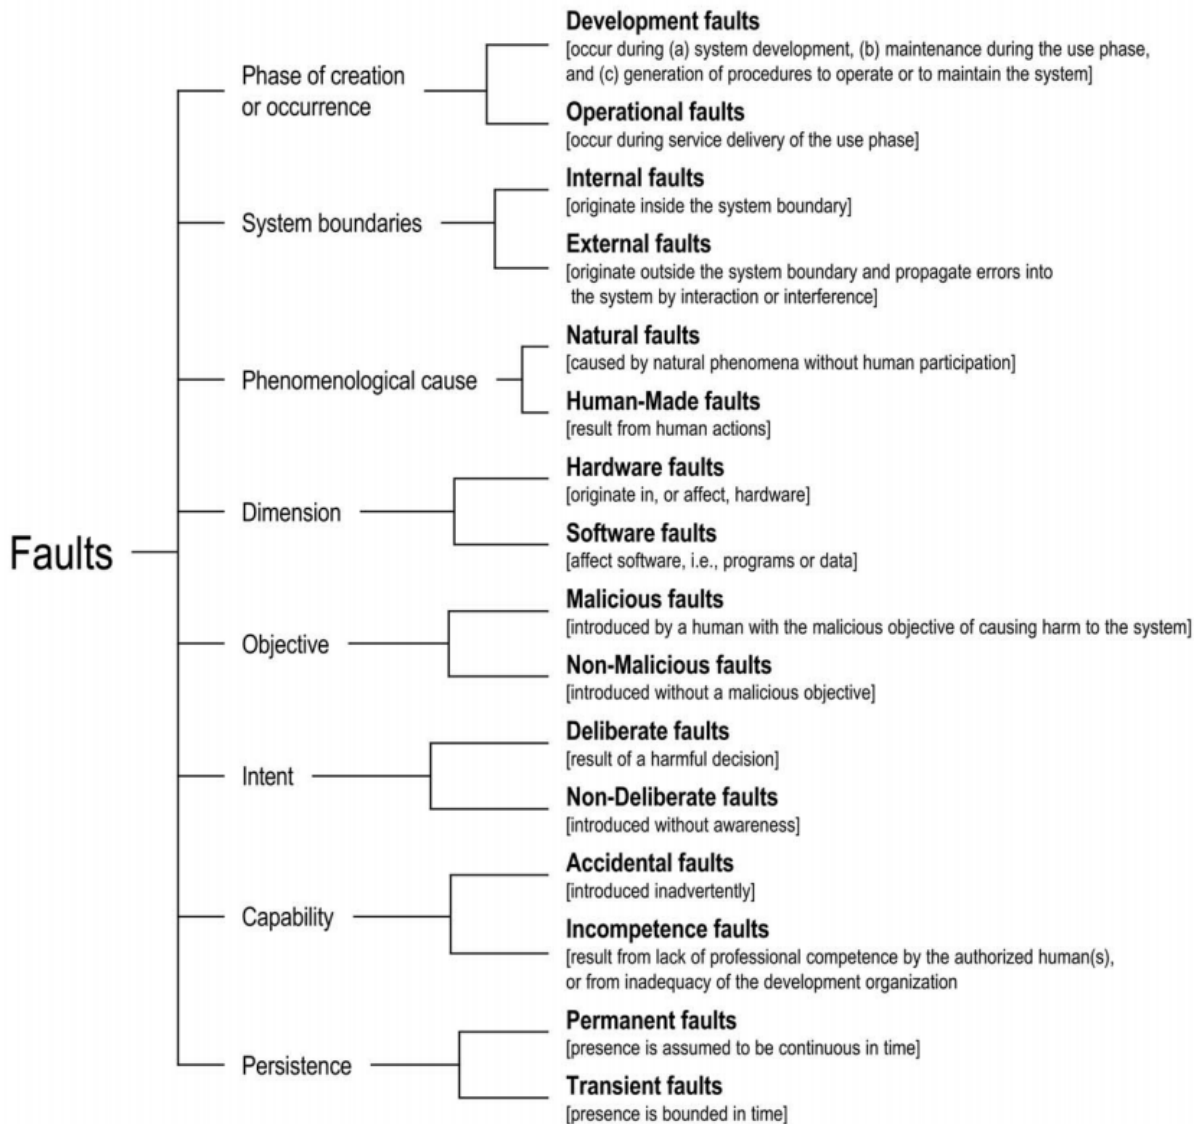 Development faults
[occur during (a) system development, (b) maintenance during the use phase,
and (c) generation of procedures to operate or to maintain the system]
Phase of creation
or occurrence
Operational faults
[occur during service delivery of the use phase]
Internal faults
[originate inside the system boundary]
System boundaries
External faults
[originate outside the system boundary and propagate errors into
the system by interaction or interference]
Natural faults
[caused by natural phenomena without human participation]
Phenomenological cause
Human-Made faults
[result from human actions]
Hardware faults
[originate in, or affect, hardware]
Dimension
Software faults
[affect software, i.e., programs or data]
Faults
Malicious faults
[introduced by a human with the malicious objective of causing harm to the system]
Objective
Non-Malicious faults
[introduced without a malicious objective]
Deliberate faults
[result of a harmful decision]
Intent
Non-Deliberate faults
[introduced without awareness]
Accidental faults
[introduced inadvertently]
Capability
Incompetence faults
[result from lack of professional competence by the authorized human(s),
or from inadequacy of the development organization
Permanent faults
[presence is assumed to be continuous in time]
Persistence
Transient faults
[presence is bounded in time]